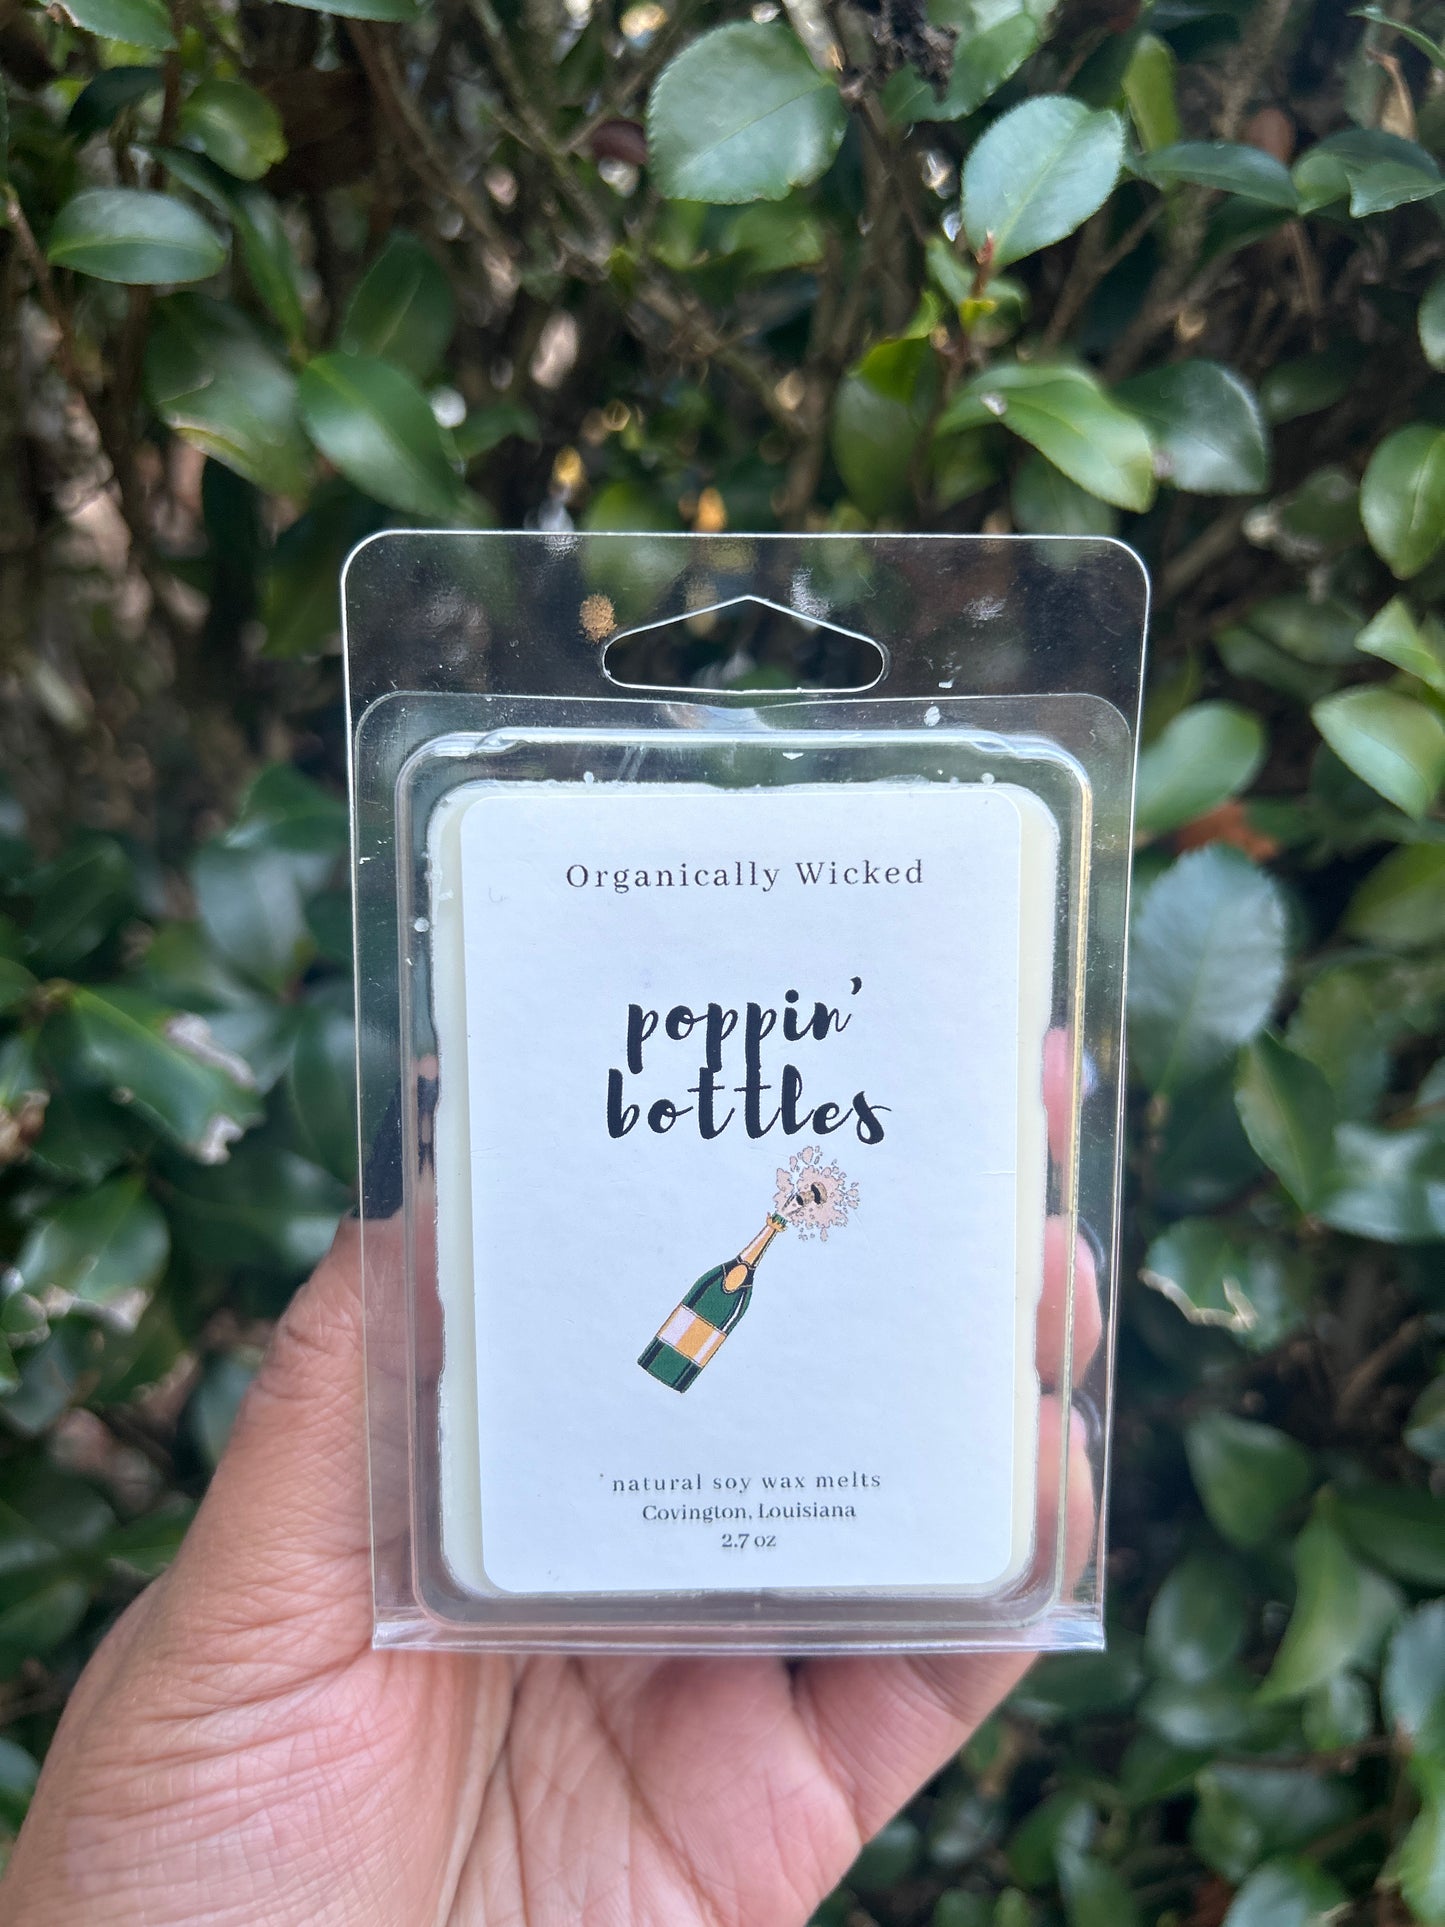 Organically Wicked
poppin'
bottles
natural soy wax melts
Covington, Louisiana
2.7 oz